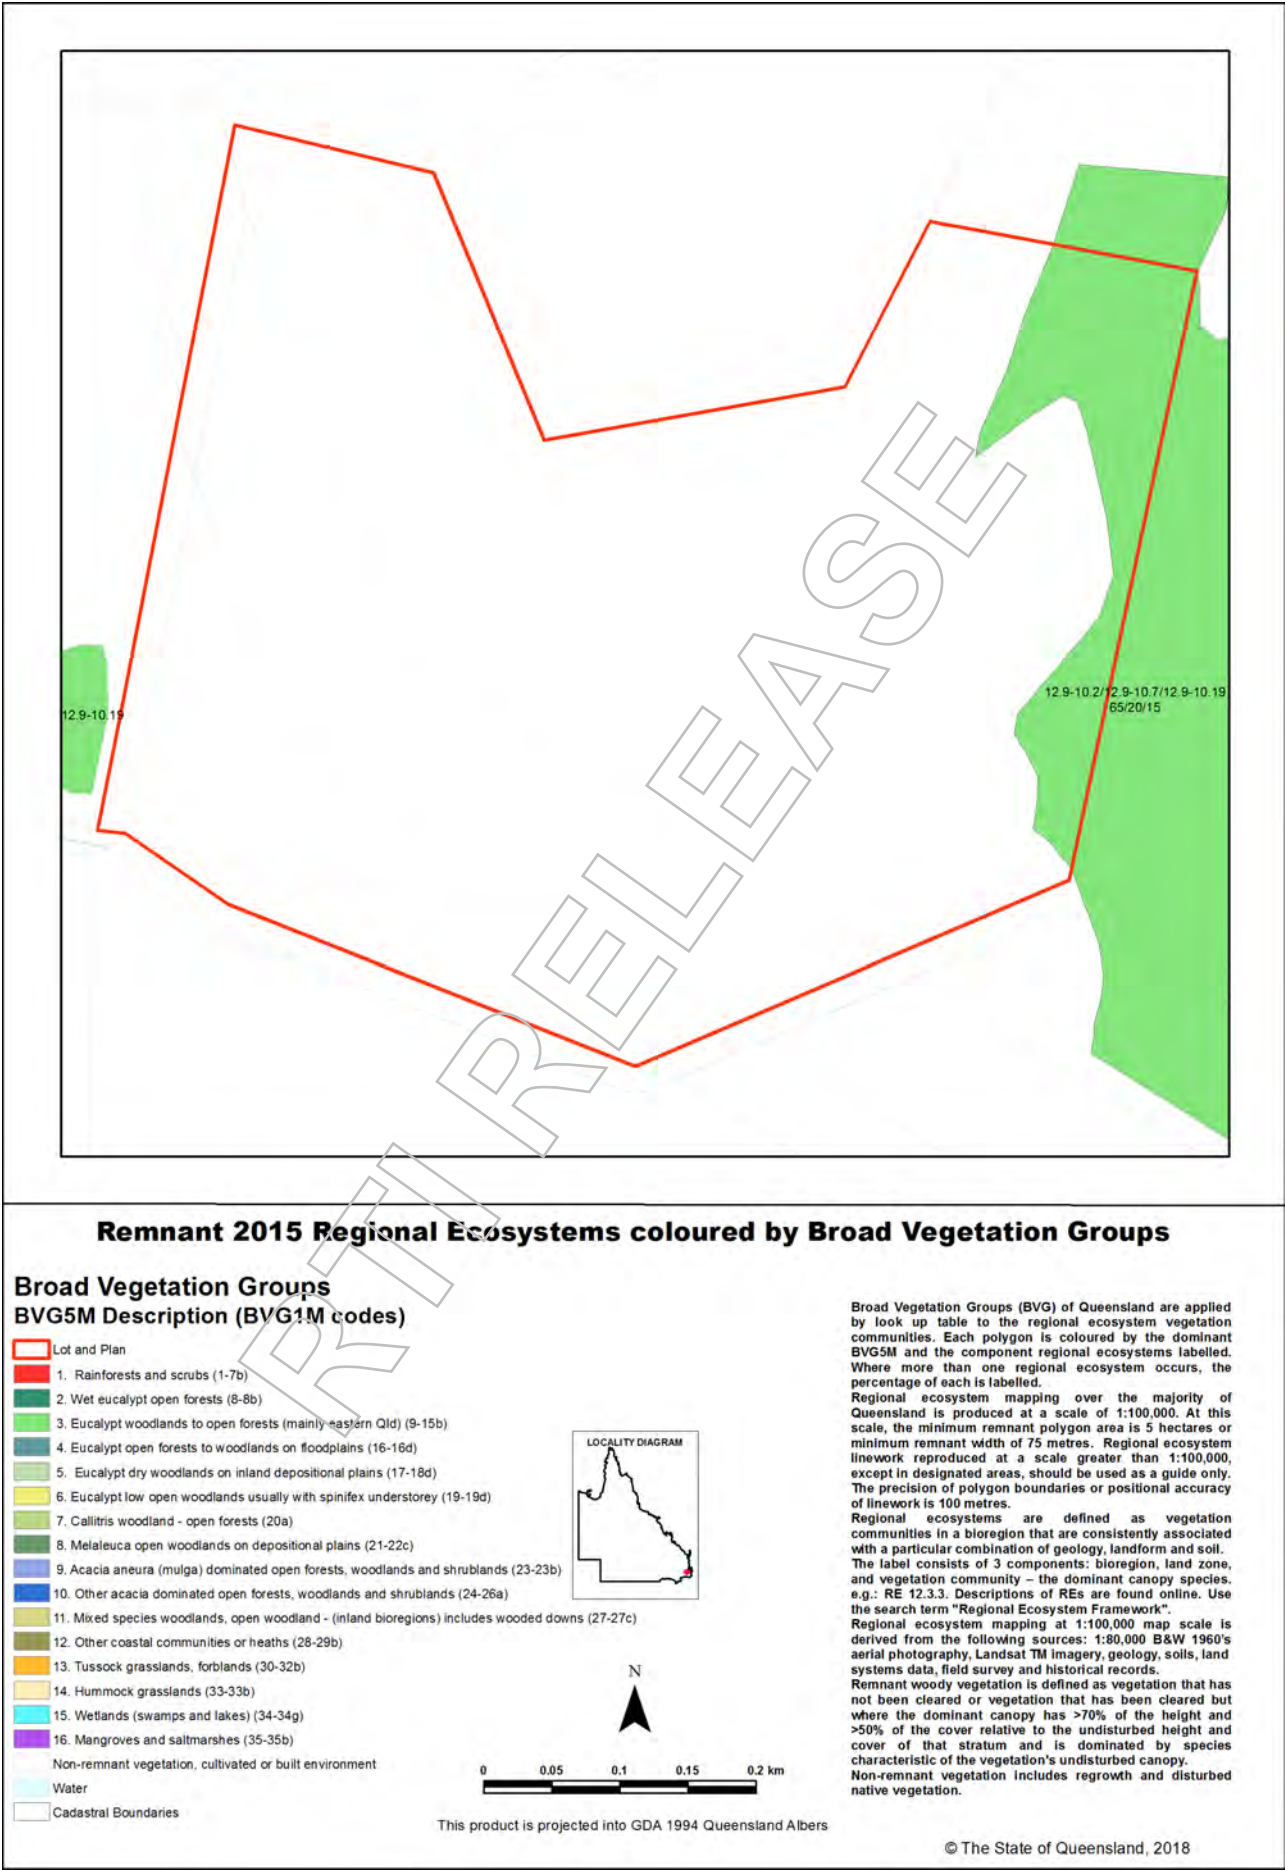 12.9-10.2/12.9-10.7/12.9-10.19
65/20/15
12.9-10.19
RTI RELEASE
Remnant 2015 Regional Ecosystems coloured by Broad Vegetation Groups
Broad Vegetation Groups
BVG5M Description (BVG1M codes)
Lot and Plan
1. Rainforests and scrubs (1-7b)
2. Wet eucalypt open forests (8-8b)
3. Eucalypt woodlands to open forests (mainly eastern Qld) (9-15b)
4. Eucalypt open forests to woodlands on floodplains (16-16d)
5. Eucalypt dry woodlands on inland depositional plains (17-18d)
6. Eucalypt low open woodlands usually with spinifex understorey (19-19d)
7. Callitris woodland - open forests (20a)
8. Melaleuca open woodlands on depositional plains (21-22c)
9. Acacia aneura (mulga) dominated open forests, woodlands and shrublands (23-23b)
10. Other acacia dominated open forests, woodlands and shrublands (24-26a)
11. Mixed species woodlands, open woodland - (inland bioregions) includes wooded downs (27-27c)
12. Other coastal communities or heaths (28-29b)
13. Tussock grasslands, forblands (30-32b)
14. Hummock grasslands (33-33b)
15. Wetlands (swamps and lakes) (34-34g)
16. Mangroves and saltmarshes (35-35b)
Non-remnant vegetation, cultivated or built environment
Water
Cadastral Boundaries
LOCALITY DIAGRAM
N
0 0.05 0.1 0.15 0.2 km
This product is projected into GDA 1994 Queensland Albers
Broad Vegetation Groups (BVG) of Queensland are applied
by look up table to the regional ecosystem vegetation
communities. Each polygon is coloured by the dominant
BVG5M and the component regional ecosystems labelled.
Where more than one regional ecosystem occurs, the
percentage of each is labelled.
Regional ecosystem mapping over the majority of
Queensland is produced at a scale of 1:100,000. At this
scale, the minimum remnant polygon area is 5 hectares or
minimum remnant width of 75 metres. Regional ecosystem
linework reproduced at a scale greater than 1:100,000,
except in designated areas, should be used as a guide only.
The precision of polygon boundaries or positional accuracy
of linework is 100 metres.
Regional ecosystems are defined as vegetation
communities in a bioregion that are consistently associated
with a particular combination of geology, landform and soil.
The label consists of 3 components: bioregion, land zone,
and vegetation community – the dominant canopy species.
e.g.: RE 12.3.3. Descriptions of REs are found online. Use
the search term "Regional Ecosystem Framework".
Regional ecosystem mapping at 1:100,000 map scale is
derived from the following sources: 1:80,000 B&W 1960's
aerial photography, Landsat TM imagery, geology, soils, land
systems data, field survey and historical records.
Remnant woody vegetation is defined as vegetation that has
not been cleared or vegetation that has been cleared but
where the dominant canopy has >70% of the height and
>50% of the cover relative to the undisturbed height and
cover of that stratum and is dominated by species
characteristic of the vegetation's undisturbed canopy.
Non-remnant vegetation includes regrowth and disturbed
native vegetation.
© The State of Queensland, 2018